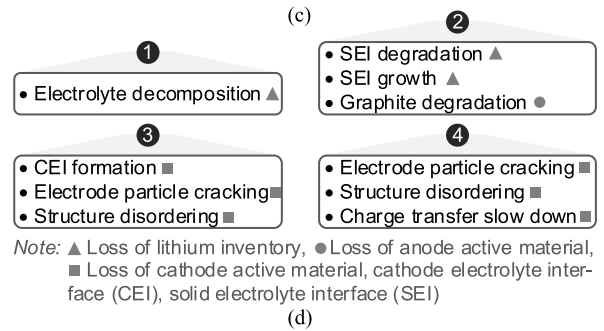 (c)
1
• Electrolyte decomposition ▲
2
• SEI degradation ▲
• SEI growth ▲
• Graphite degradation ●
3
• CEI formation ■
• Electrode particle cracking ■
• Structure disordering ■
4
• Electrode particle cracking ■
• Structure disordering ■
• Charge transfer slow down ■
Note: ▲ Loss of lithium inventory, ● Loss of anode active material,
■ Loss of cathode active material, cathode electrolyte inter-
face (CEI), solid electrolyte interface (SEI)
(d)